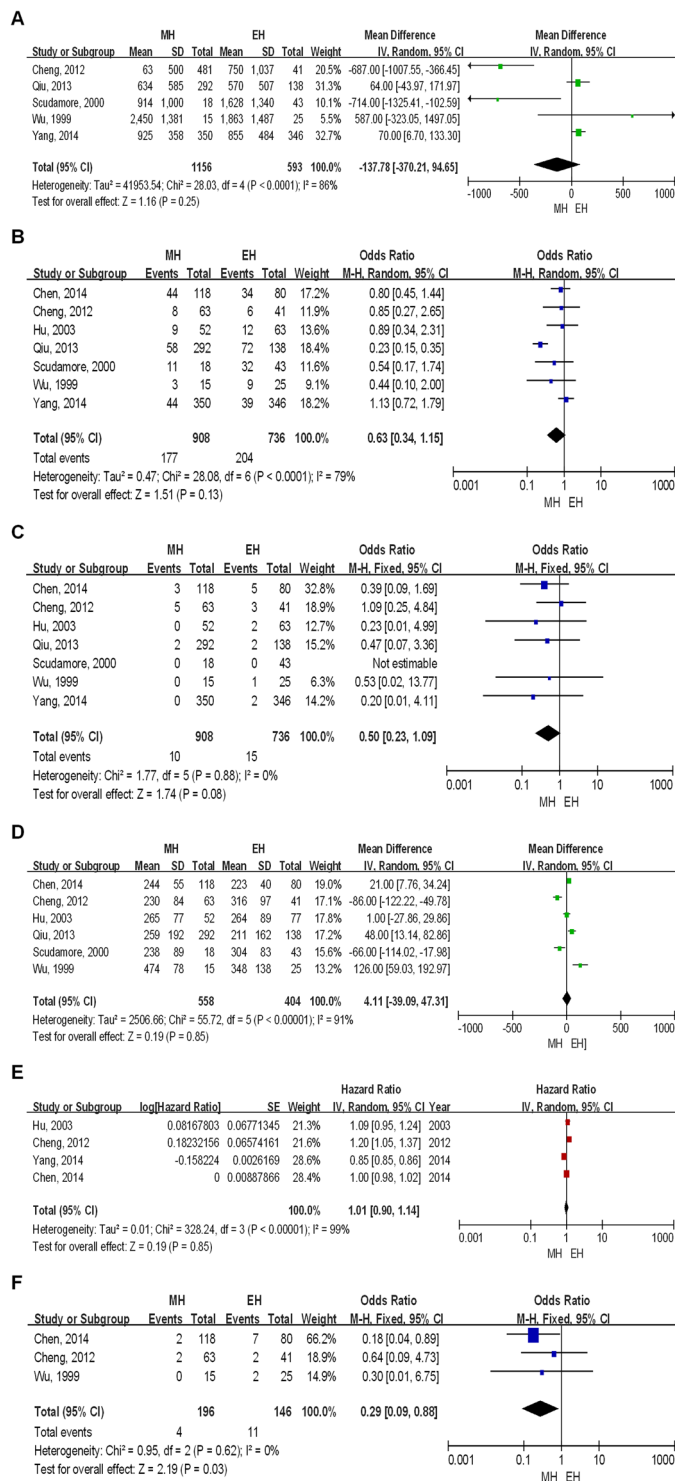 A
MH EH Mean Difference Mean Difference
Study or Subgroup Mean SD Total Mean SD Total Weight IV, Random, 95% CI IV, Random, 95% CI
Cheng, 2012 63 500 481 750 1,037 41 20.5% -687.00 [-1007.55, -366.45]
Qiu, 2013 634 585 292 570 507 138 31.3% 64.00 [-43.97, 171.97]
Scudamore, 2000 914 1,000 18 1,628 1,340 43 10.1% -714.00 [-1325.41, -102.59]
Wu, 1999 2,450 1,381 15 1,863 1,487 25 5.4% 587.00 [-323.05, 1497.05]
Yang, 2014 925 358 350 855 484 346 32.7% 70.00 [6.70, 133.30]
Total (95% CI) 1156 593 100.0% -137.78 [-370.21, 94.65]
Heterogeneity: Tau² = 41953.54; Chi² = 28.03, df = 4 (P < 0.0001); I² = 86%
Test for overall effect: Z = 1.16 (P = 0.25)
-1000 -500 0 500 1000
MH EH
B
MH EH Odds Ratio Odds Ratio
Study or Subgroup Events Total Events Total Weight M-H, Random, 95% CI M-H, Random, 95% CI
Chen, 2014 44 118 34 80 17.2% 0.80 [0.45, 1.44]
Cheng, 2012 8 63 6 41 11.9% 0.85 [0.27, 2.65]
Hu, 2003 9 52 12 63 13.6% 0.89 [0.34, 2.31]
Qiu, 2013 58 292 72 138 18.4% 0.23 [0.15, 0.35]
Scudamore, 2000 11 18 32 43 11.6% 0.54 [0.17, 1.74]
Wu, 1999 3 15 9 25 9.1% 0.44 [0.10, 2.00]
Yang, 2014 44 350 39 346 18.2% 1.13 [0.72, 1.79]
Total (95% CI) 908 736 100.0% 0.63 [0.34, 1.15]
Total events 177 204
Heterogeneity: Tau² = 0.47; Chi² = 28.08, df = 6 (P < 0.0001); I² = 79%
Test for overall effect: Z = 1.51 (P = 0.13)
0.001 0.1 1 10 1000
MH EH
C
MH EH Odds Ratio Odds Ratio
Study or Subgroup Events Total Events Total Weight M-H, Fixed, 95% CI M-H, Fixed, 95% CI
Chen, 2014 3 118 5 80 32.8% 0.39 [0.09, 1.69]
Cheng, 2012 5 63 3 41 18.9% 1.09 [0.25, 4.84]
Hu, 2003 0 52 2 63 12.6% 0.23 [0.01, 4.99]
Qiu, 2013 2 292 2 138 15.2% 0.47 [0.07, 3.36]
Scudamore, 2000 0 18 0 43 Not estimable
Wu, 1999 0 15 1 25 6.3% 0.53 [0.02, 13.77]
Yang, 2014 0 350 2 346 14.2% 0.20 [0.01, 4.11]
Total (95% CI) 908 736 100.0% 0.50 [0.23, 1.09]
Total events 10 15
Heterogeneity: Chi² = 1.77, df = 5 (P = 0.88); I² = 0%
Test for overall effect: Z = 1.74 (P = 0.08)
0.001 0.1 1 10 1000
MH EH
D
MH EH Mean Difference Mean Difference
Study or Subgroup Mean SD Total Mean SD Total Weight IV, Random, 95% CI IV, Random, 95% CI
Chen, 2014 244 55 118 223 40 80 19.0% 21.00 [7.76, 34.24]
Cheng, 2012 230 84 63 316 97 41 17.1% -86.00 [-122.22, -49.78]
Hu, 2003 265 77 52 264 89 77 17.8% 1.00 [-27.86, 29.86]
Qiu, 2013 259 192 292 211 162 138 17.3% 48.00 [13.14, 82.86]
Scudamore, 2000 238 89 18 304 83 43 15.6% -66.00 [-114.02, -17.98]
Wu, 1999 474 78 15 348 138 25 13.2% 126.00 [59.03, 192.97]
Total (95% CI) 558 404 100.0% 4.11 [-39.09, 47.31]
Heterogeneity: Tau² = 2506.66; Chi² = 55.72, df = 5 (P < 0.00001); I² = 91%
Test for overall effect: Z = 0.19 (P = 0.85)
-1000 -500 0 500 1000
MH EH]
E
Hazard Ratio Hazard Ratio
Study or Subgroup log[Hazard Ratio] SE Weight IV, Random, 95% CI Year IV, Random, 95% CI
Hu, 2003 0.08167803 0.06771345 21.3% 1.09 [0.95, 1.24] 2003
Cheng, 2012 0.18232156 0.06574161 21.6% 1.20 [1.05, 1.37] 2012
Yang, 2014 -0.158224 0.0026169 28.6% 0.85 [0.85, 0.86] 2014
Chen, 2014 0 0.00887866 28.4% 1.00 [0.98, 1.02] 2014
Total (95% CI) 100.0% 1.01 [0.90, 1.14]
Heterogeneity: Tau² = 0.01; Chi² = 328.24, df = 3 (P < 0.00001); I² = 99%
Test for overall effect: Z = 0.19 (P = 0.85)
0.001 0.1 1 10 1000
MH EH
F
MH EH Odds Ratio Odds Ratio
Study or Subgroup Events Total Events Total Weight M-H, Fixed, 95% CI M-H, Fixed, 95% CI
Chen, 2014 2 118 7 80 66.2% 0.18 [0.04, 0.89]
Cheng, 2012 2 63 2 41 18.9% 0.64 [0.09, 4.73]
Wu, 1999 0 15 2 25 14.9% 0.30 [0.01, 6.75]
Total (95% CI) 196 146 100.0% 0.29 [0.09, 0.88]
Total events 4 11
Heterogeneity: Chi² = 0.95, df = 2 (P = 0.62); I² = 0%
Test for overall effect: Z = 2.19 (P = 0.03)
0.001 0.1 1 10 1000
MH EH